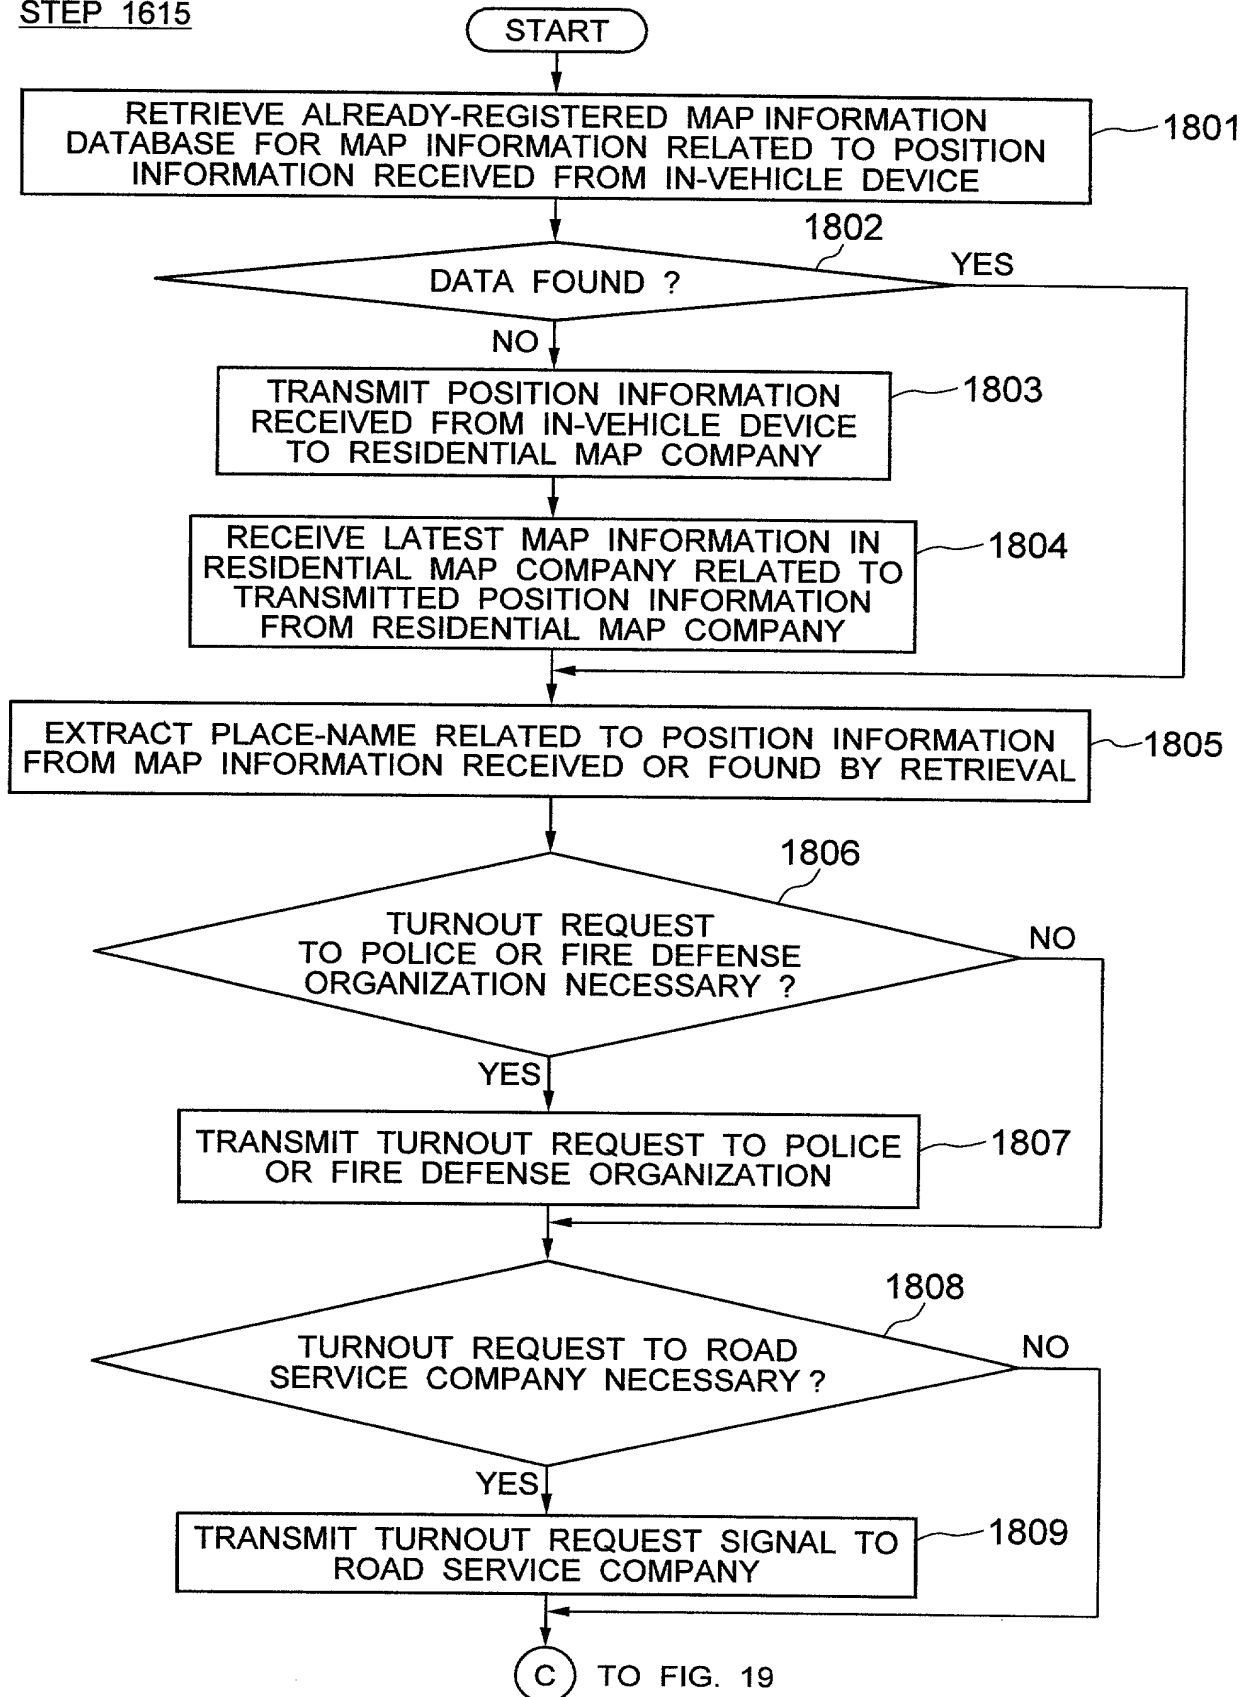 STEP 1615
START
RETRIEVE ALREADY-REGISTERED MAP INFORMATION
DATABASE FOR MAP INFORMATION RELATED TO POSITION
INFORMATION RECEIVED FROM IN-VEHICLE DEVICE
1801
1802
DATA FOUND ?
YES
NO
TRANSMIT POSITION INFORMATION
RECEIVED FROM IN-VEHICLE DEVICE
TO RESIDENTIAL MAP COMPANY
1803
RECEIVE LATEST MAP INFORMATION IN
RESIDENTIAL MAP COMPANY RELATED TO
TRANSMITTED POSITION INFORMATION
FROM RESIDENTIAL MAP COMPANY
1804
EXTRACT PLACE-NAME RELATED TO POSITION INFORMATION
FROM MAP INFORMATION RECEIVED OR FOUND BY RETRIEVAL
1805
1806
TURNOUT REQUEST
TO POLICE OR FIRE DEFENSE
ORGANIZATION NECESSARY ?
NO
YES
TRANSMIT TURNOUT REQUEST TO POLICE
OR FIRE DEFENSE ORGANIZATION
1807
1808
TURNOUT REQUEST TO ROAD
SERVICE COMPANY NECESSARY ?
NO
YES
TRANSMIT TURNOUT REQUEST SIGNAL TO
ROAD SERVICE COMPANY
1809
C TO FIG. 19